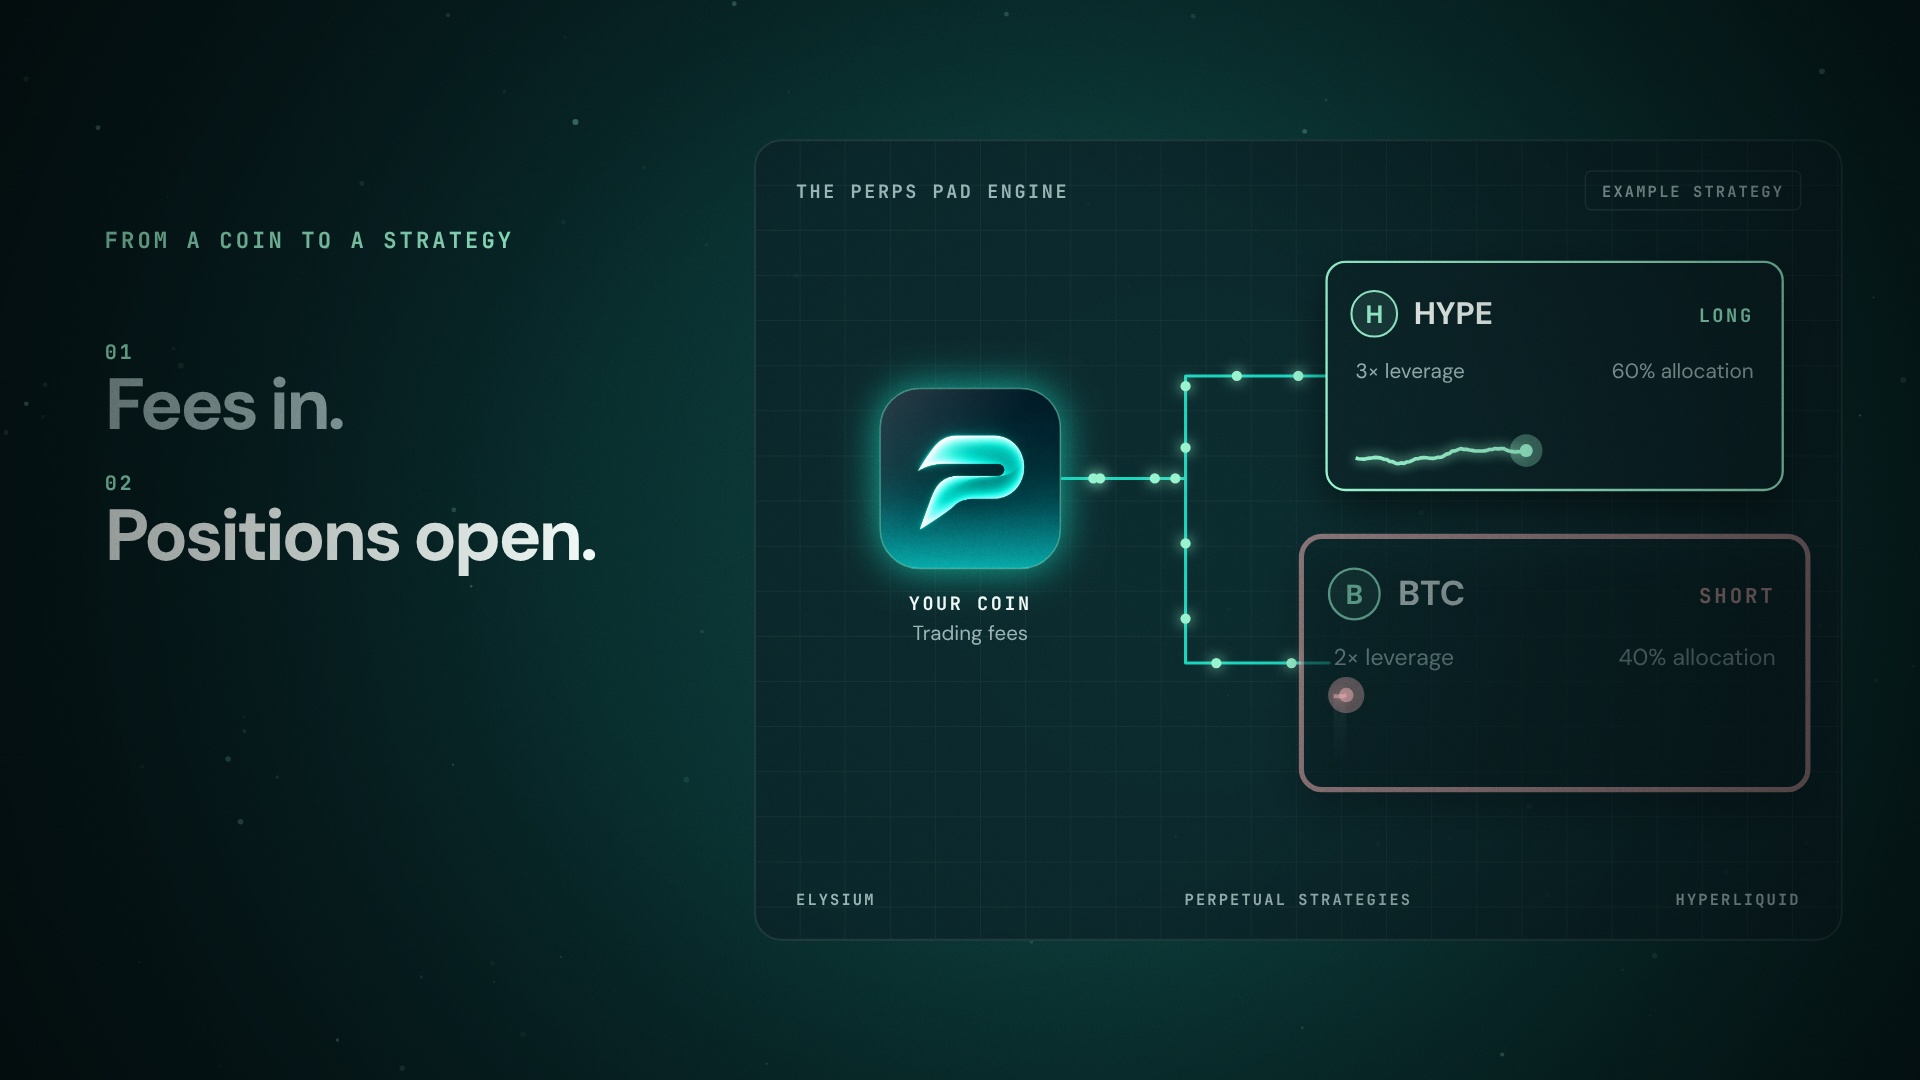 FROM A COIN TO A STRATEGY
01
Fees in.
02
Positions open.
THE PERPS PAD ENGINE
EXAMPLE STRATEGY
H HYPE LONG
3× leverage 60% allocation
YOUR COIN
Trading fees
B BTC SHORT
2× leverage 40% allocation
ELYSIUM PERPETUAL STRATEGIES HYPERLIQUID